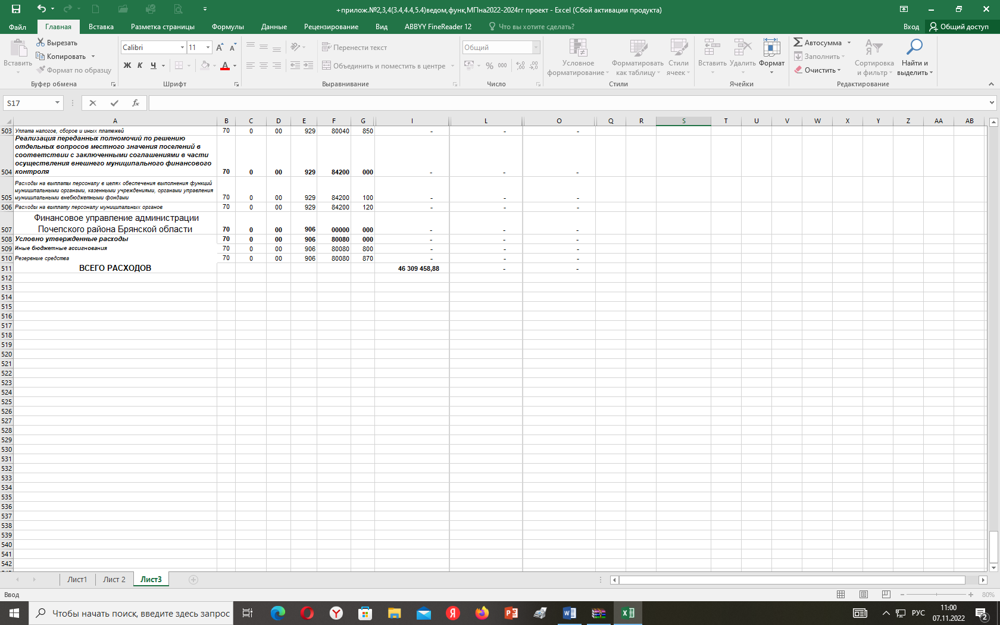 +прилож.№2,3,4(3.4,4.4,5.4)ведом,функ,МПна2022-2024гг проект - Excel (Сбой активации продукта)
Файл Главная Вставка Разметка страницы Формулы Данные Рецензирование Вид ABBYY FineReader 12 Что вы хотите сделать? Вход Общий доступ
Вставить
Вырезать
Копировать
Формат по образцу
Буфер обмена
Calibri 11
Ж К Ч
Шрифт
Перенести текст
Объединить и поместить в центре
Выравнивание
Общий
% 000
Число
Условное форматирование
Форматировать как таблицу
Стили ячеек
Стили
Вставить Удалить Формат
Ячейки
Автосумма
Заполнить
Очистить
Сортировка и фильтр
Найти и выделить
Редактирование
S17 fx
A B C D E F G I L O Q R S T U V W X Y Z AA AB
503 Уплата налогов, сборов и иных платежей 70 0 00 929 80040 850 - - -
Реализация переданных полномочий по решению
отдельных вопросов местного значения поселений в
соответствии с заключенными соглашениями в части
осуществления внешнего муниципального финансового
504 контроля 70 0 00 929 84200 000 - - -
Расходы на выплаты персоналу в целях обеспечения выполнения функций
муниципальными органами, казенными учреждениями, органами управления
505 муниципальными внебюджетными фондами 70 0 00 929 84200 100 - - -
506 Расходы на выплату персоналу муниципальных органов 70 0 00 929 84200 120 - - -
Финансовое управление администрации
507 Почепского района Брянской области 70 0 00 906 00000 000 - - -
508 Условно утвержденные расходы 70 0 00 906 80080 000 - - -
509 Иные бюджетные ассигнования 70 0 00 906 80080 800 - - -
510 Резервные средства 70 0 00 906 80080 870 - - -
511 ВСЕГО РАСХОДОВ 46 309 458,88 - -
512
513
514
515
516
517
518
519
520
521
522
523
524
525
526
527
528
529
530
531
532
533
534
535
536
537
538
539
540
541
542
Лист1 Лист 2 Лист3
Ввод 80%
Чтобы начать поиск, введите здесь запрос
РУС
11:00
07.11.2022
2